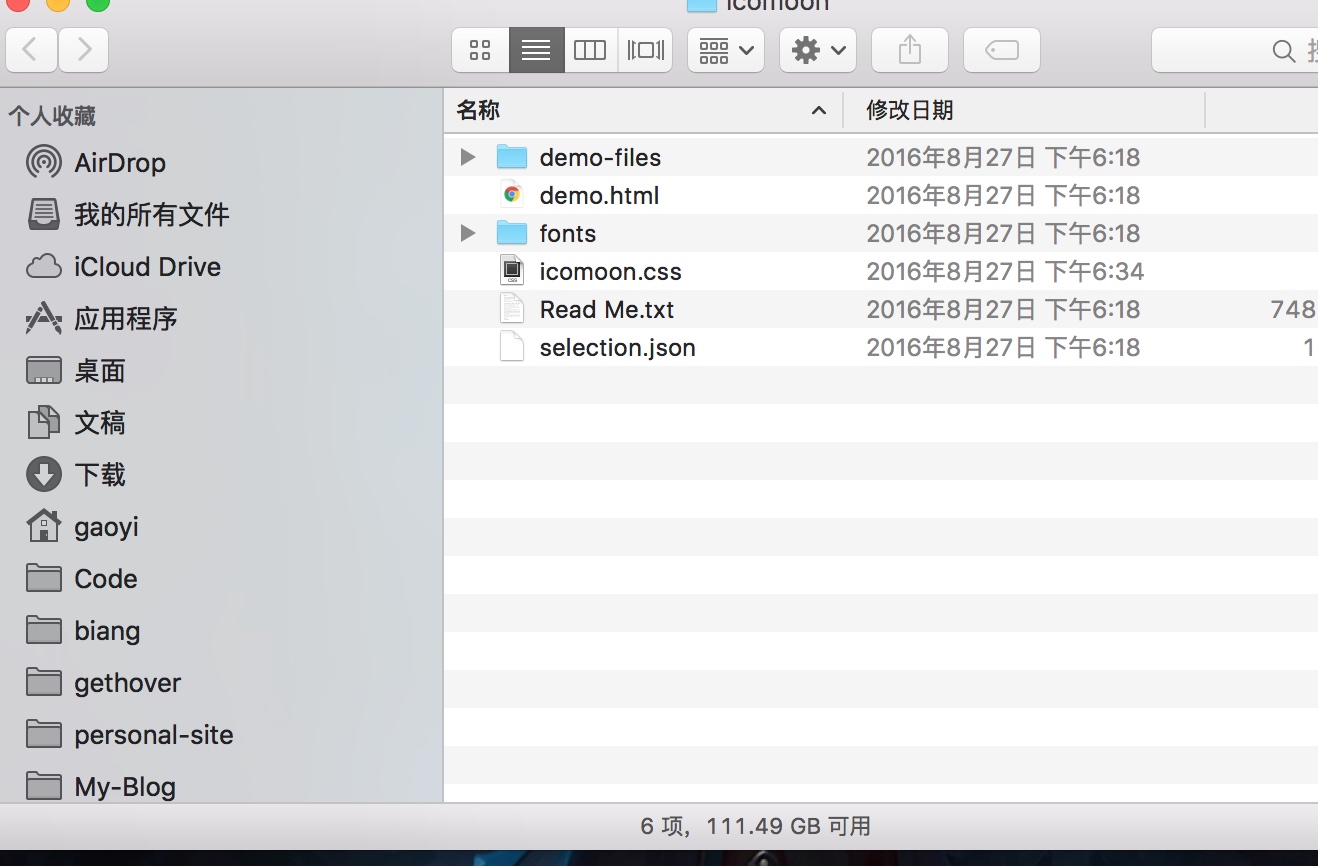 icomoon
个人收藏
AirDrop
我的所有文件
iCloud Drive
应用程序
桌面
文稿
下载
gaoyi
Code
biang
gethover
personal-site
My-Blog
名称 修改日期
demo-files 2016年8月27日 下午6:18
demo.html 2016年8月27日 下午6:18
fonts 2016年8月27日 下午6:18
icomoon.css 2016年8月27日 下午6:34
Read Me.txt 2016年8月27日 下午6:18 748
selection.json 2016年8月27日 下午6:18 1
6 项，111.49 GB 可用